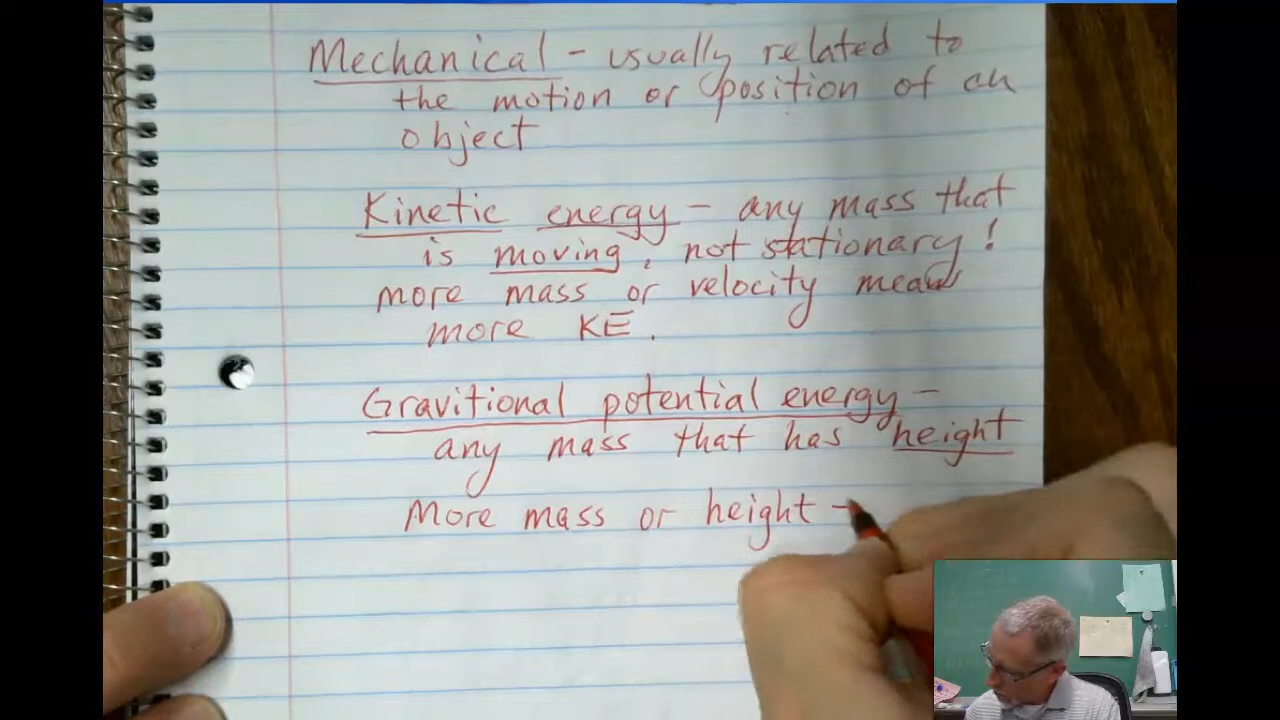 Mechanical - usually related to
the motion or position of an
object
Kinetic energy - any mass that
is moving, not stationary!
more mass or velocity means
more KE.
Gravitional potential energy -
any mass that has height
More mass or height -